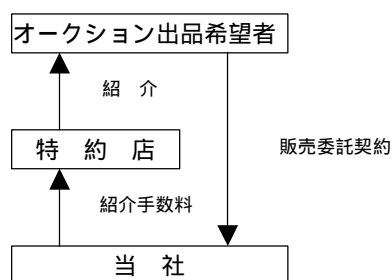 オークション出品希望者
紹 介
特 約 店
販売委託契約
紹介手数料
当 社